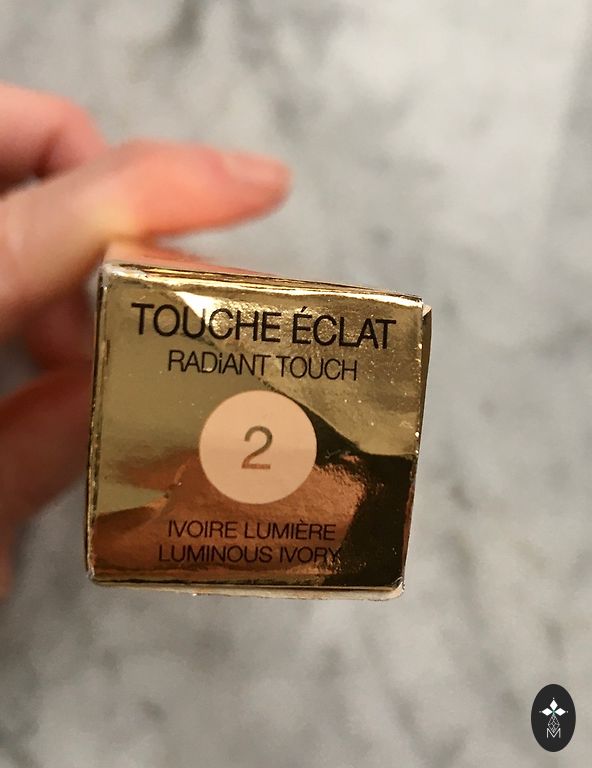 TOUCHE ÉCLAT
RADiANT TOUCH
2
IVOIRE LUMIÈRE
LUMINOUS IVORY
M